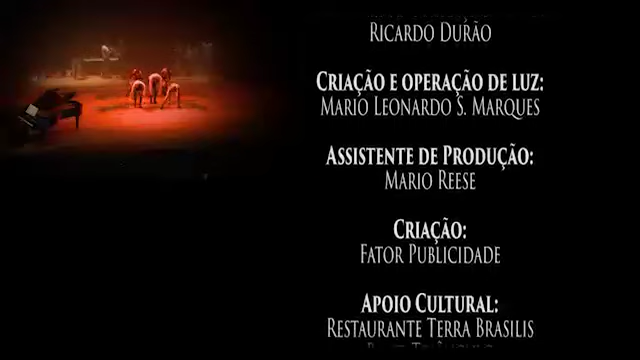 RICARDO DURÃO
CRIAÇÃO E OPERAÇÃO DE LUZ:
MARIO LEONARDO S. MARQUES
ASSISTENTE DE PRODUÇÃO:
MARIO REESE
CRIAÇÃO:
FATOR PUBLICIDADE
APOIO CULTURAL:
RESTAURANTE TERRA BRASILIS